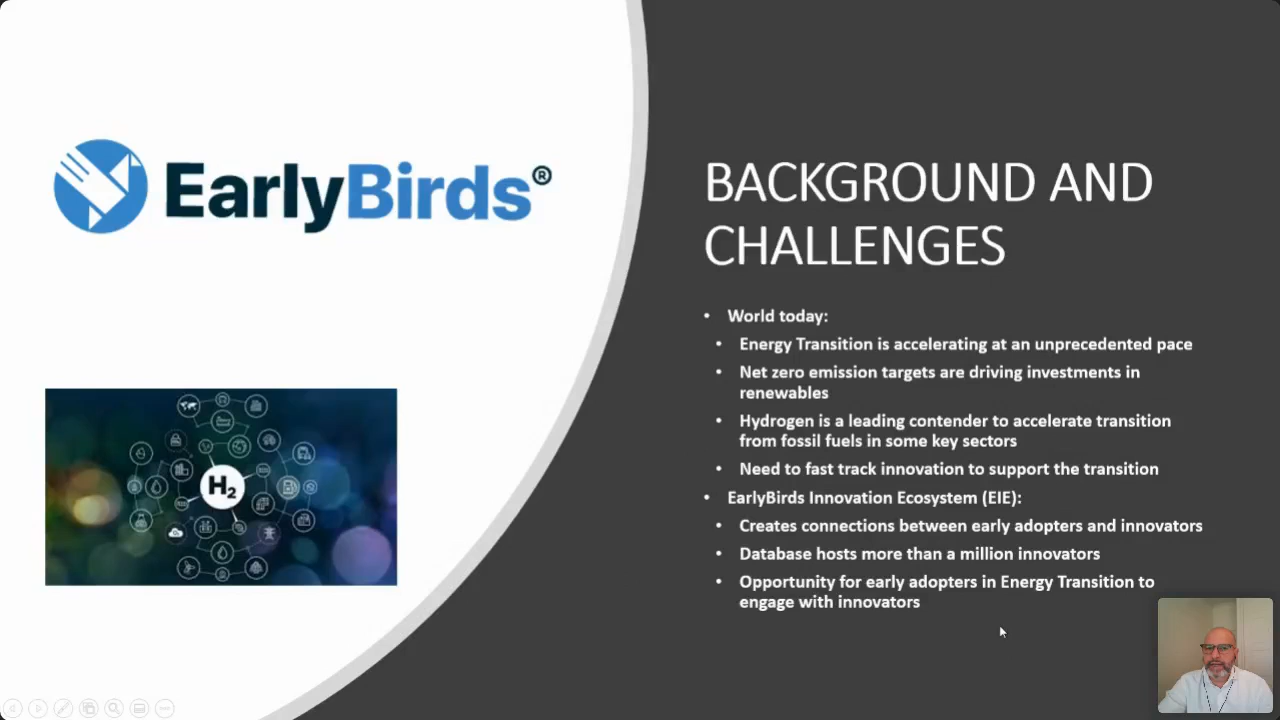 EarlyBirds®
H₂
BACKGROUND AND
CHALLENGES
• World today:
• Energy Transition is accelerating at an unprecedented pace
• Net zero emission targets are driving investments in
renewables
• Hydrogen is a leading contender to accelerate transition
from fossil fuels in some key sectors
• Need to fast track innovation to support the transition
• EarlyBirds Innovation Ecosystem (EIE):
• Creates connections between early adopters and innovators
• Database hosts more than a million innovators
• Opportunity for early adopters in Energy Transition to
engage with innovators